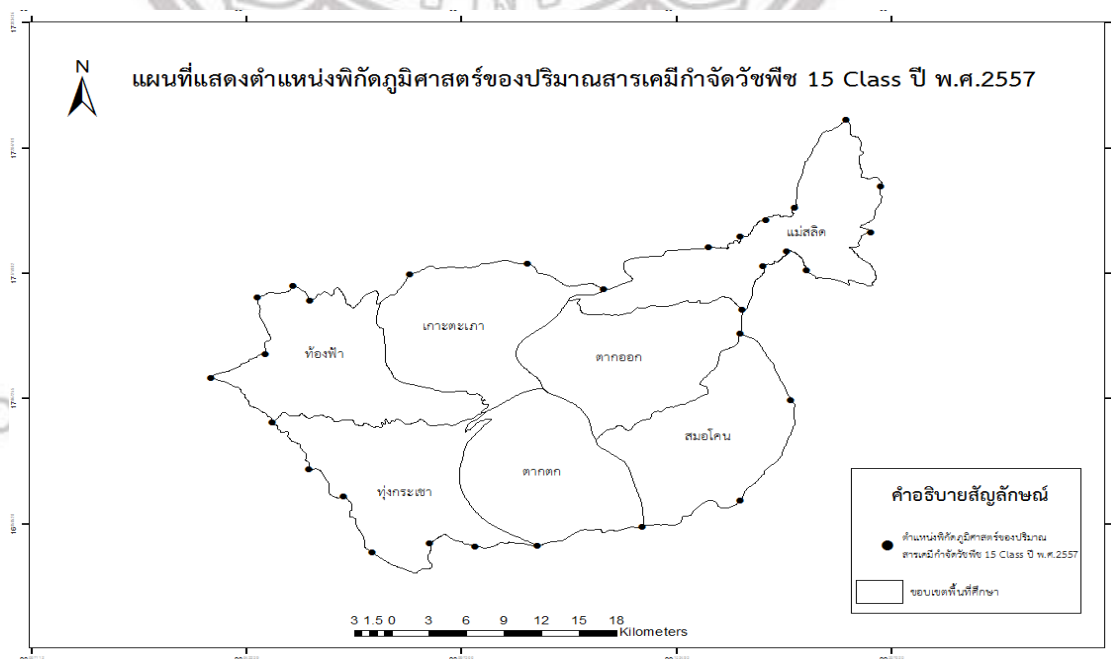 แผนที่แสดงตำแหน่งพิกัดภูมิศาสตร์ของปริมาณสารเคมีกำจัดวัชพืช 15 Class ปี พ.ศ.2557
N
แม่สลิด
เกาะตะเภา
ท้องฟ้า
ตากออก
สมอโคน
ตากตก
ทุ่งกระเชา
คำอธิบายสัญลักษณ์
ตำแหน่งพิกัดภูมิศาสตร์ของปริมาณ
สารเคมีกำจัดวัชพืช 15 Class ปี พ.ศ.2557
ขอบเขตพื้นที่ศึกษา
3 1.5 0 3 6 9 12 15 18
Kilometers